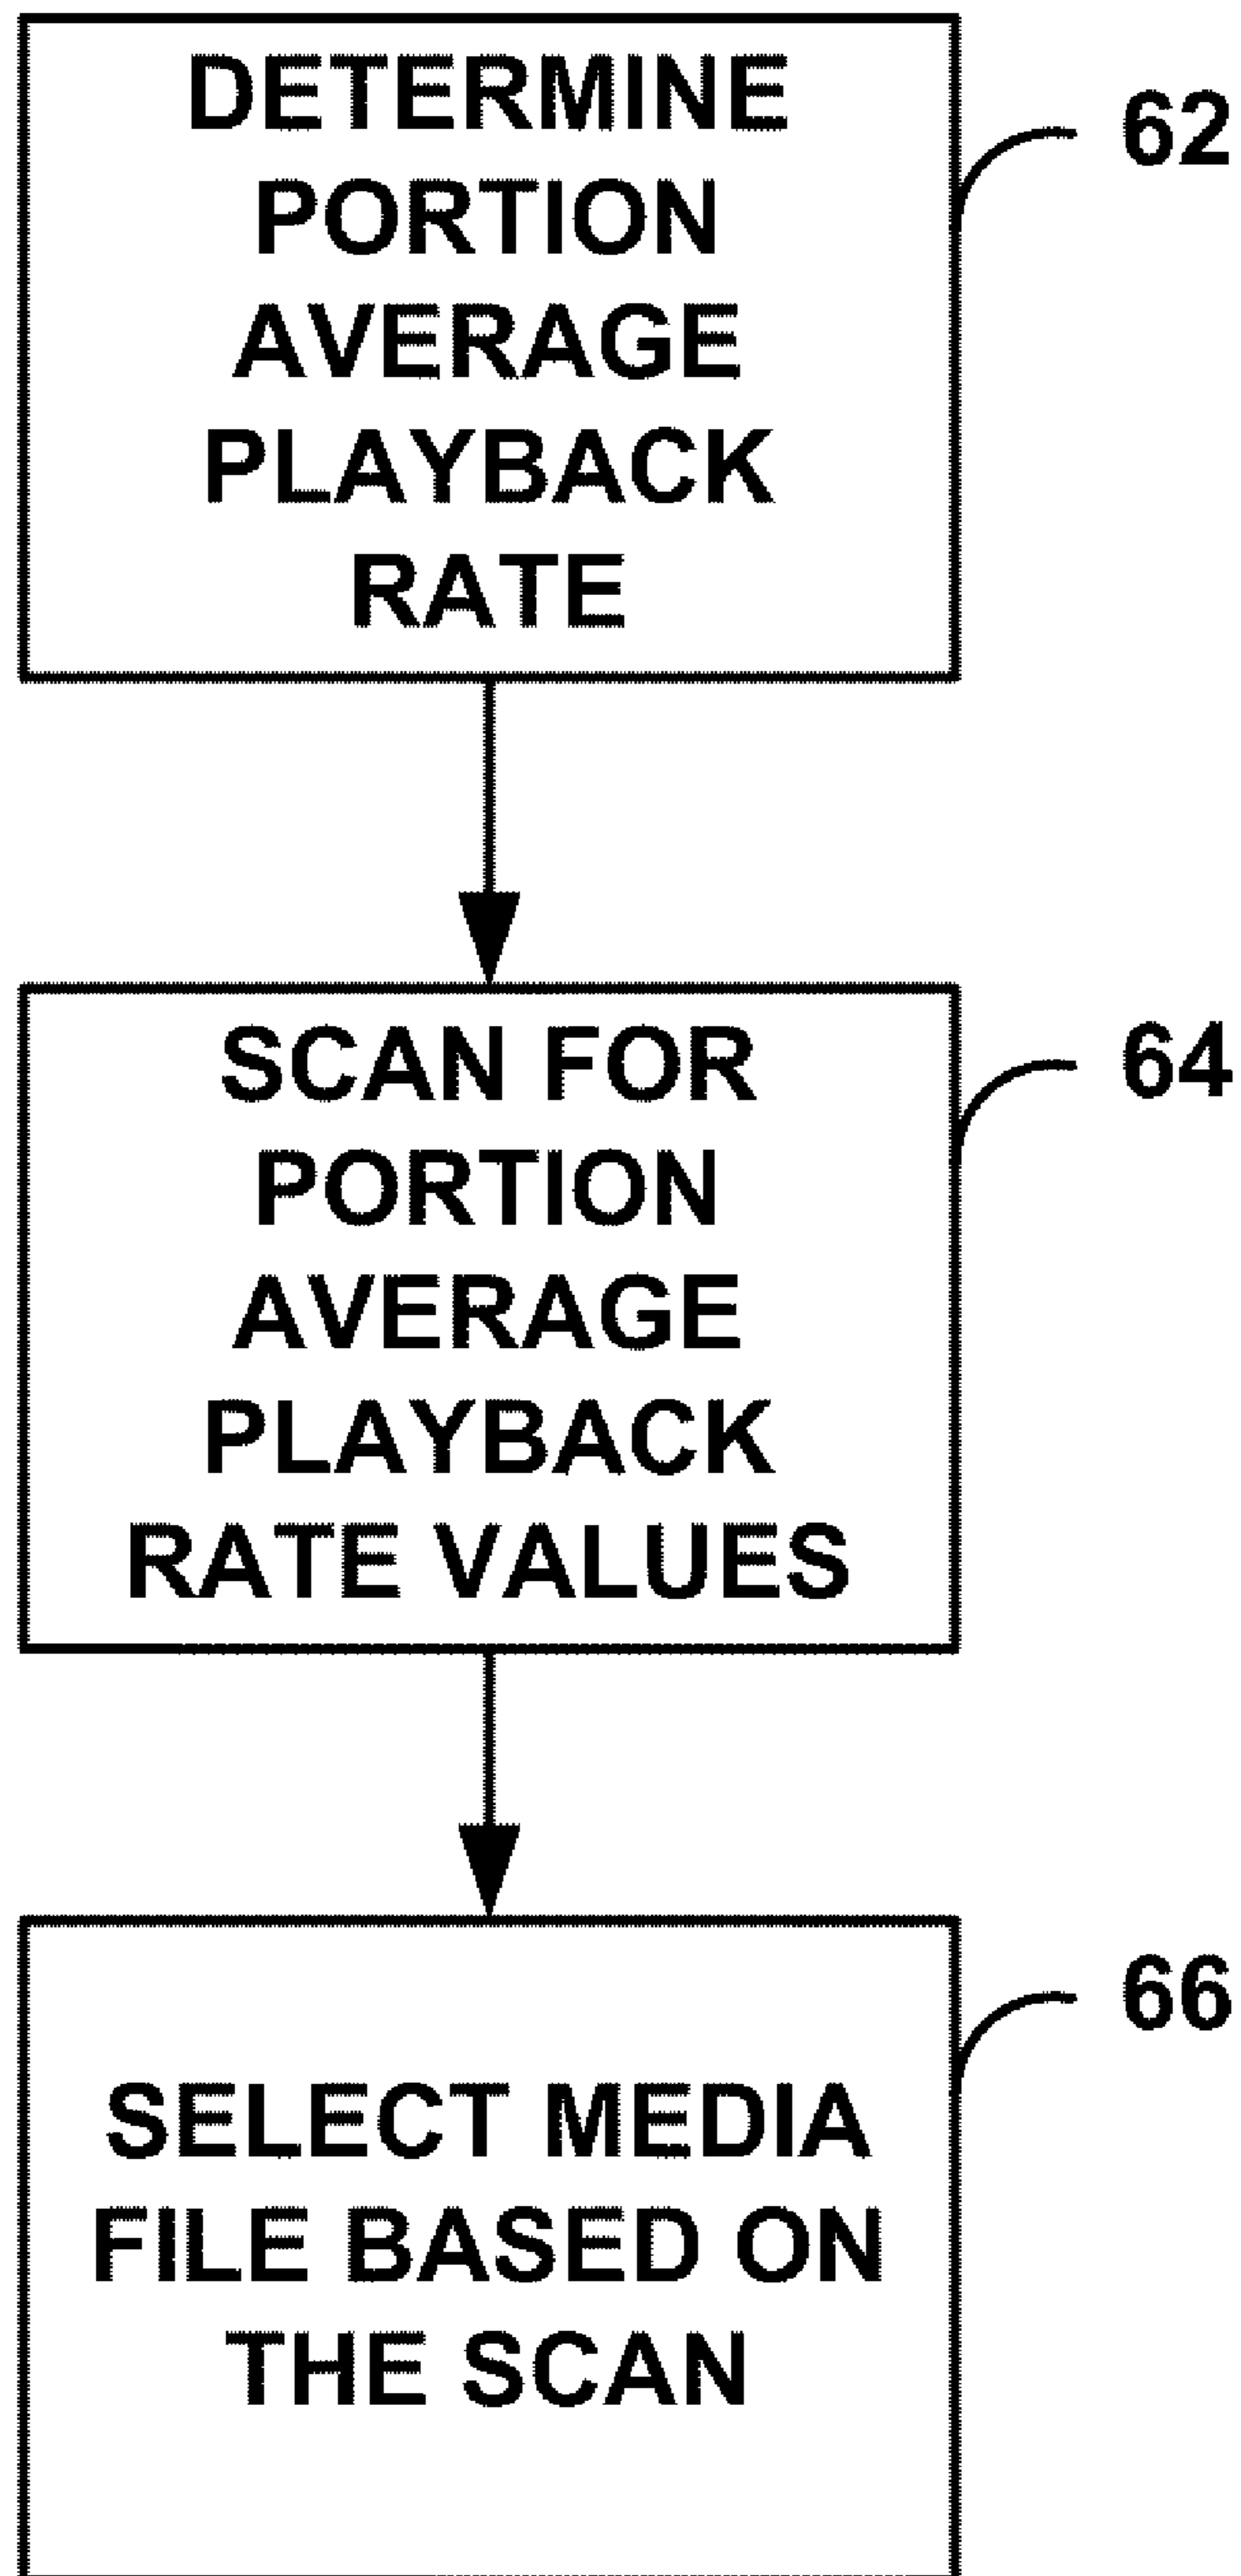 DETERMINE
PORTION
AVERAGE
PLAYBACK
RATE
62
SCAN FOR
PORTION
AVERAGE
PLAYBACK
RATE VALUES
64
SELECT MEDIA
FILE BASED ON
THE SCAN
66